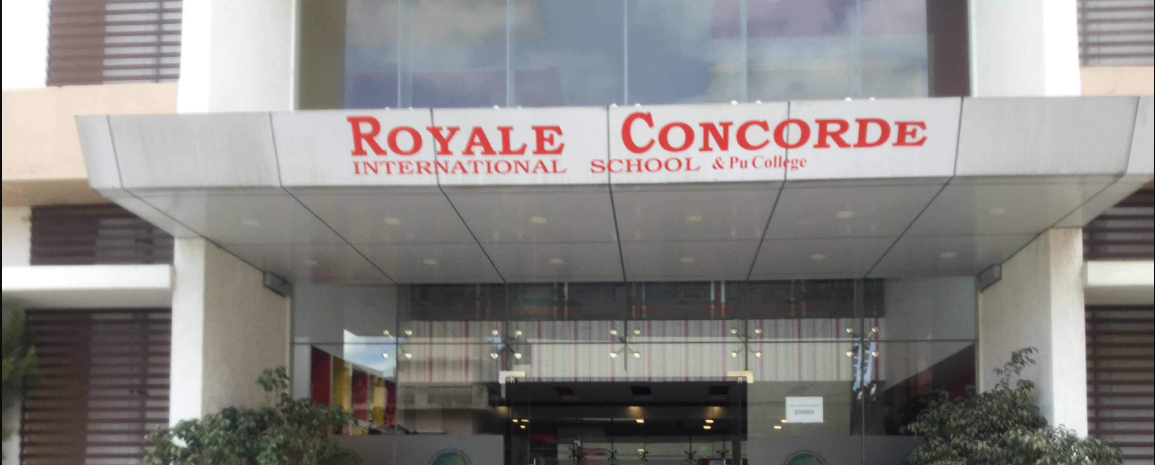 ROYALE CONCORDE
INTERNATIONAL SCHOOL & Pu College